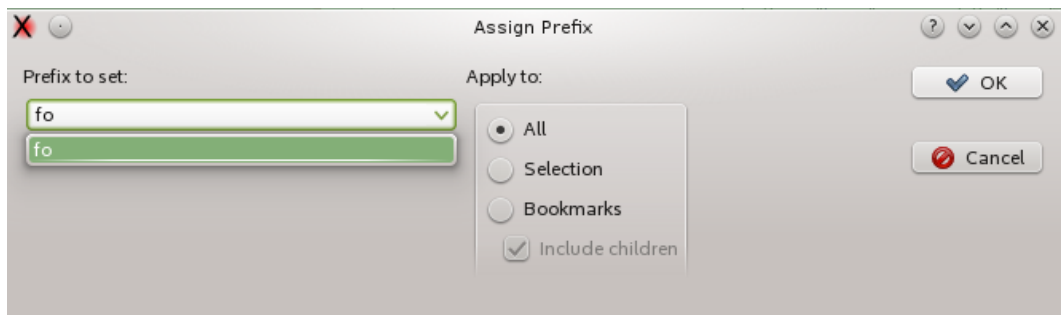 Assign Prefix
Prefix to set:
fo
fo
Apply to:
All
Selection
Bookmarks
Include children
OK
Cancel